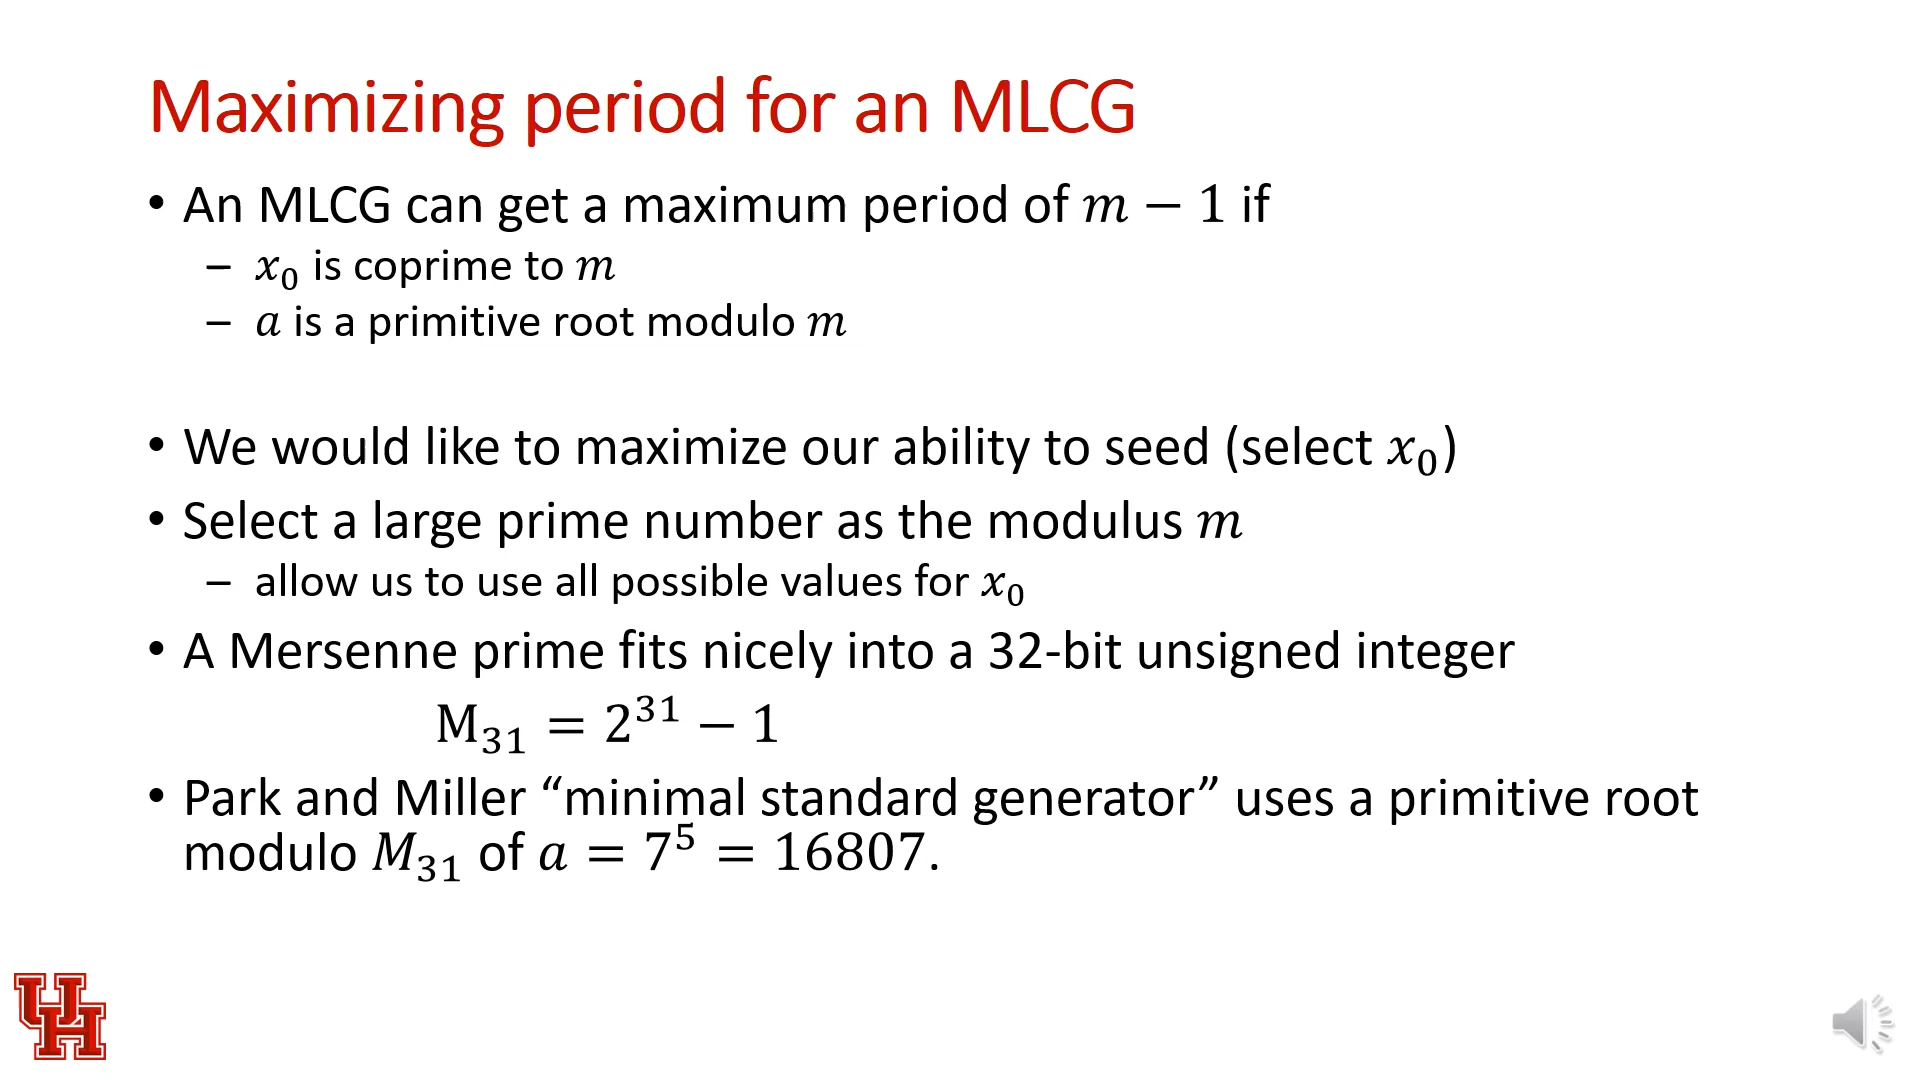 Maximizing period for an MLCG
• An MLCG can get a maximum period of 𝑚 − 1 if
– 𝑥₀ is coprime to 𝑚
– 𝑎 is a primitive root modulo 𝑚
• We would like to maximize our ability to seed (select 𝑥₀)
• Select a large prime number as the modulus 𝑚
– allow us to use all possible values for 𝑥₀
• A Mersenne prime fits nicely into a 32-bit unsigned integer
M₃₁ = 2³¹ − 1
• Park and Miller “minimal standard generator” uses a primitive root
modulo 𝑀₃₁ of 𝑎 = 7⁵ = 16807.
UH